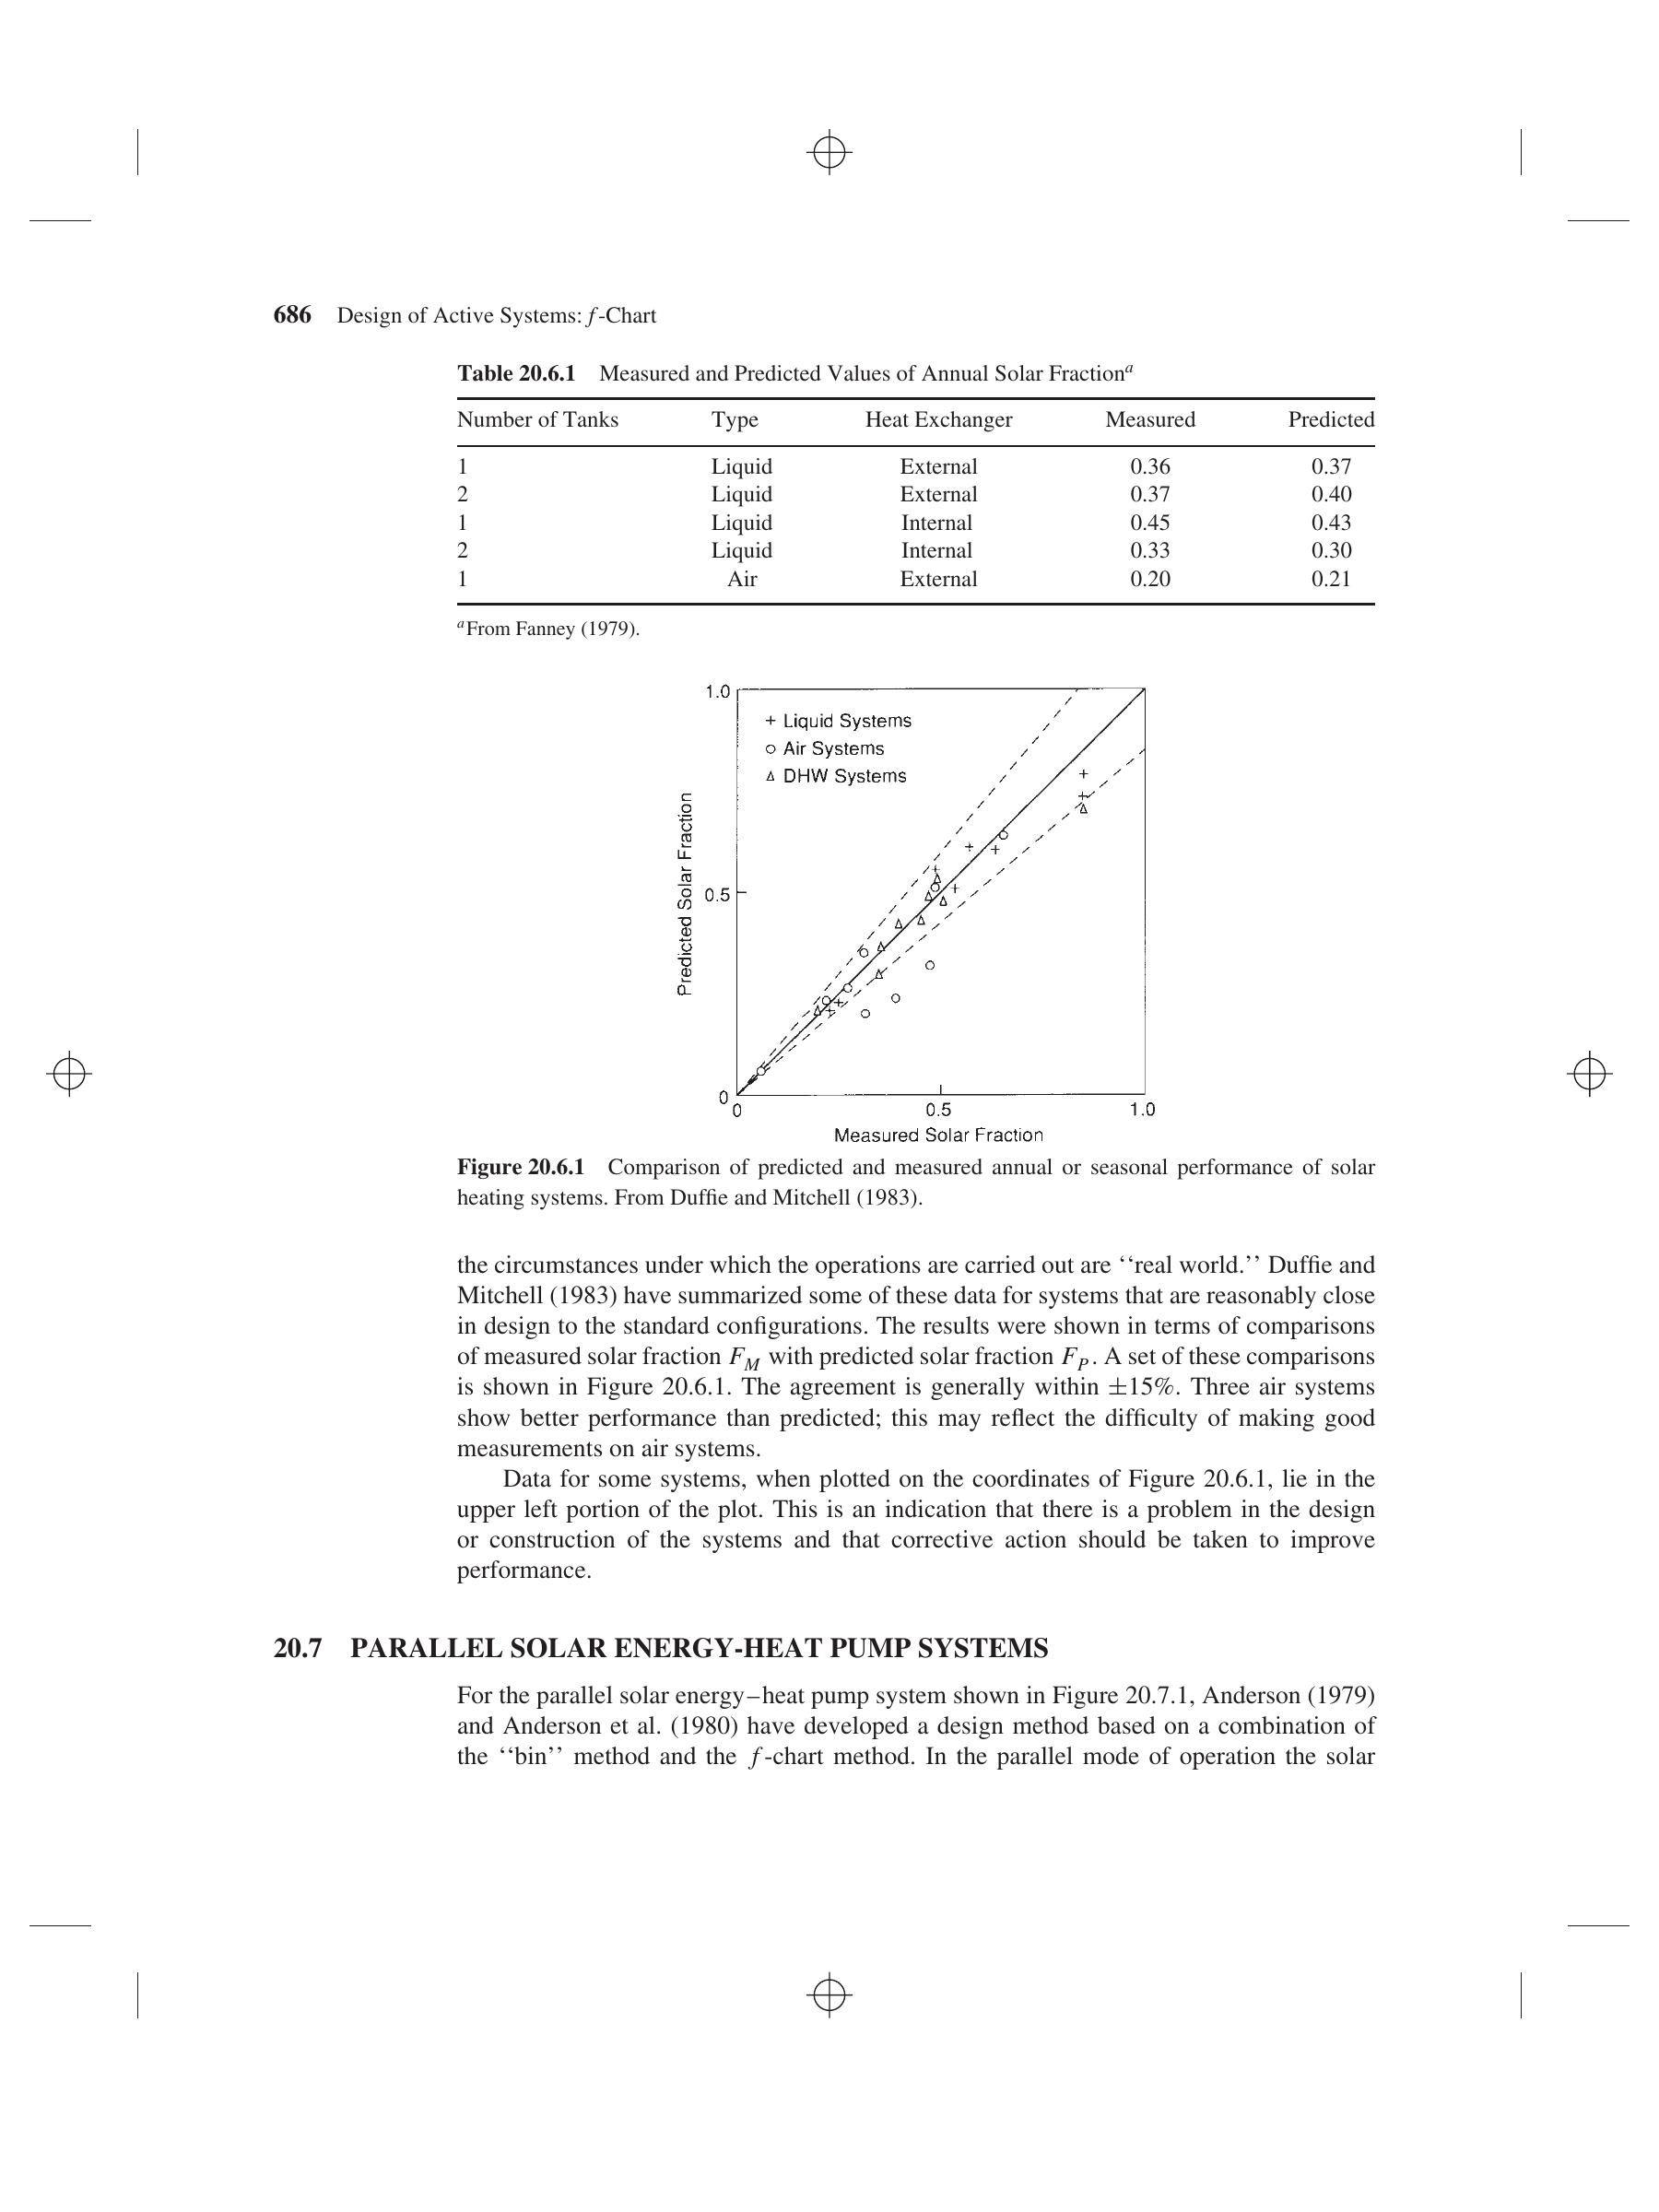 686 Design of Active Systems: f-Chart
Table 20.6.1 Measured and Predicted Values of Annual Solar Fractionᵃ
Number of Tanks Type Heat Exchanger Measured Predicted
1 Liquid External 0.36 0.37
2 Liquid External 0.37 0.40
1 Liquid Internal 0.45 0.43
2 Liquid Internal 0.33 0.30
1 Air External 0.20 0.21
ᵃFrom Fanney (1979).
1.0
+ Liquid Systems
○ Air Systems
△ DHW Systems
Predicted Solar Fraction
0.5
0
0 0.5 1.0
Measured Solar Fraction
Figure 20.6.1 Comparison of predicted and measured annual or seasonal performance of solar
heating systems. From Duffie and Mitchell (1983).
the circumstances under which the operations are carried out are ‘‘real world.’’ Duffie and
Mitchell (1983) have summarized some of these data for systems that are reasonably close
in design to the standard configurations. The results were shown in terms of comparisons
of measured solar fraction F_M with predicted solar fraction F_P. A set of these comparisons
is shown in Figure 20.6.1. The agreement is generally within ±15%. Three air systems
show better performance than predicted; this may reflect the difficulty of making good
measurements on air systems.
Data for some systems, when plotted on the coordinates of Figure 20.6.1, lie in the
upper left portion of the plot. This is an indication that there is a problem in the design
or construction of the systems and that corrective action should be taken to improve
performance.
20.7 PARALLEL SOLAR ENERGY-HEAT PUMP SYSTEMS
For the parallel solar energy–heat pump system shown in Figure 20.7.1, Anderson (1979)
and Anderson et al. (1980) have developed a design method based on a combination of
the ‘‘bin’’ method and the f-chart method. In the parallel mode of operation the solar